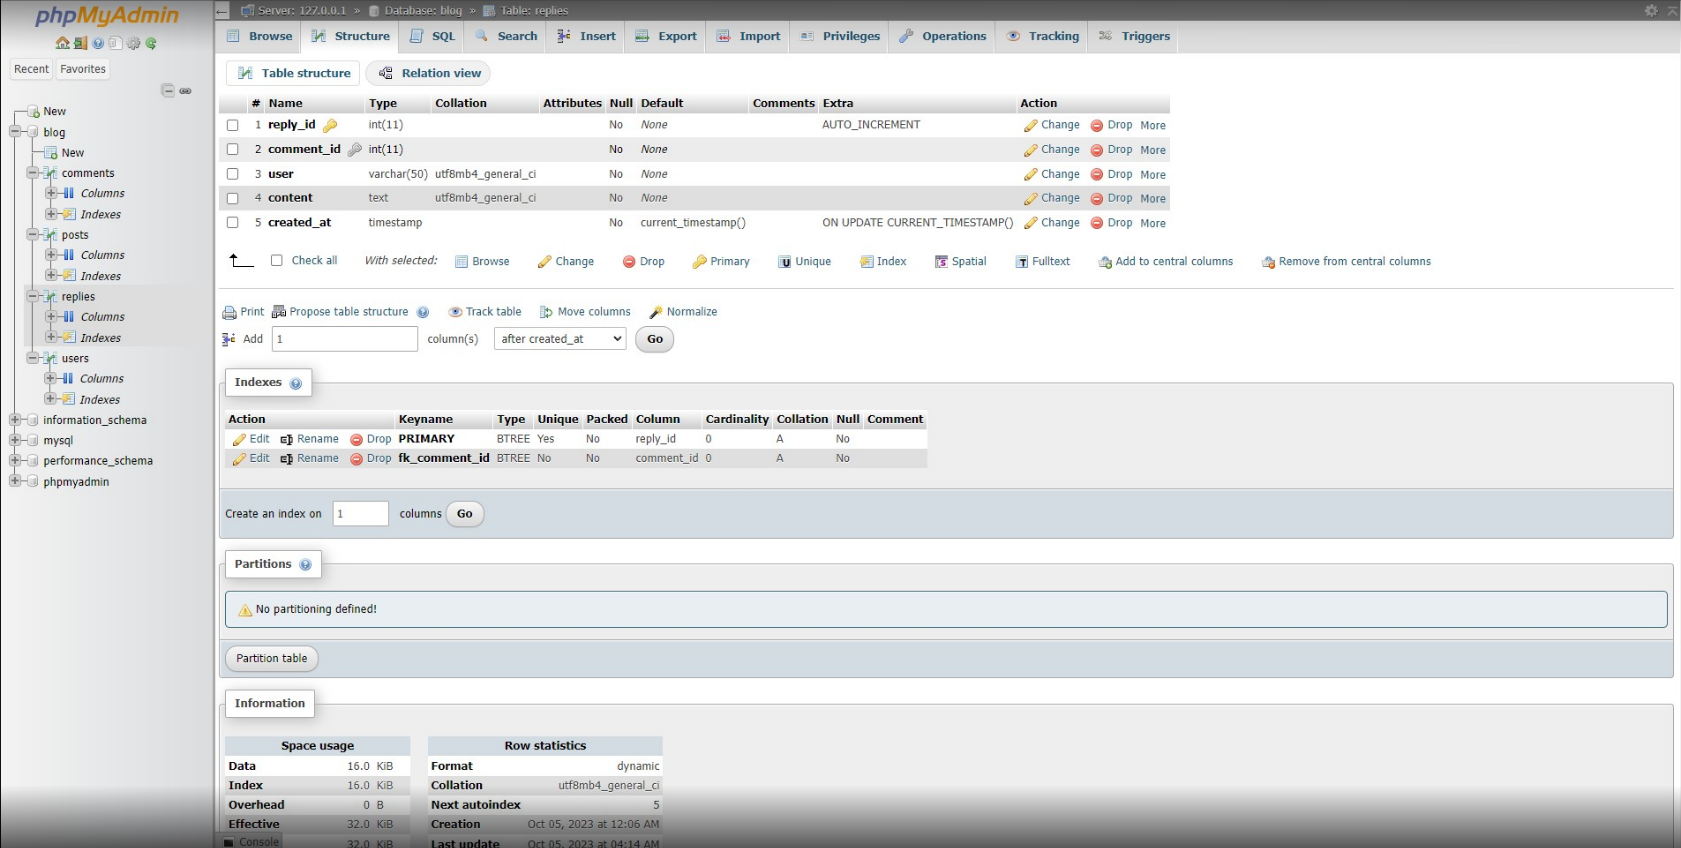 phpMyAdmin
Recent Favorites
New
blog
New
comments
Columns
Indexes
posts
Columns
Indexes
replies
Columns
Indexes
users
Columns
Indexes
information_schema
mysql
performance_schema
phpmyadmin
Server: 127.0.0.1 » Database: blog » Table: replies
Browse Structure SQL Search Insert Export Import Privileges Operations Tracking Triggers
Table structure Relation view
# Name Type Collation Attributes Null Default Comments Extra Action
1 reply_id int(11) No None AUTO_INCREMENT Change Drop More
2 comment_id int(11) No None Change Drop More
3 user varchar(50) utf8mb4_general_ci No None Change Drop More
4 content text utf8mb4_general_ci No None Change Drop More
5 created_at timestamp No current_timestamp() ON UPDATE CURRENT_TIMESTAMP() Change Drop More
Check all With selected: Browse Change Drop Primary Unique Index Spatial Fulltext Add to central columns Remove from central columns
Print Propose table structure Track table Move columns Normalize
Add 1 column(s) after created_at Go
Indexes
Action Keyname Type Unique Packed Column Cardinality Collation Null Comment
Edit Rename Drop PRIMARY BTREE Yes No reply_id 0 A No
Edit Rename Drop fk_comment_id BTREE No No comment_id 0 A No
Create an index on 1 columns Go
Partitions
No partitioning defined!
Partition table
Information
Space usage
Data 16.0 KiB
Index 16.0 KiB
Overhead 0 B
Effective 32.0 KiB
32.0 KiB
Row statistics
Format dynamic
Collation utf8mb4_general_ci
Next autoindex 5
Creation Oct 05, 2023 at 12:06 AM
Last update Oct 05, 2023 at 04:14 AM
Console